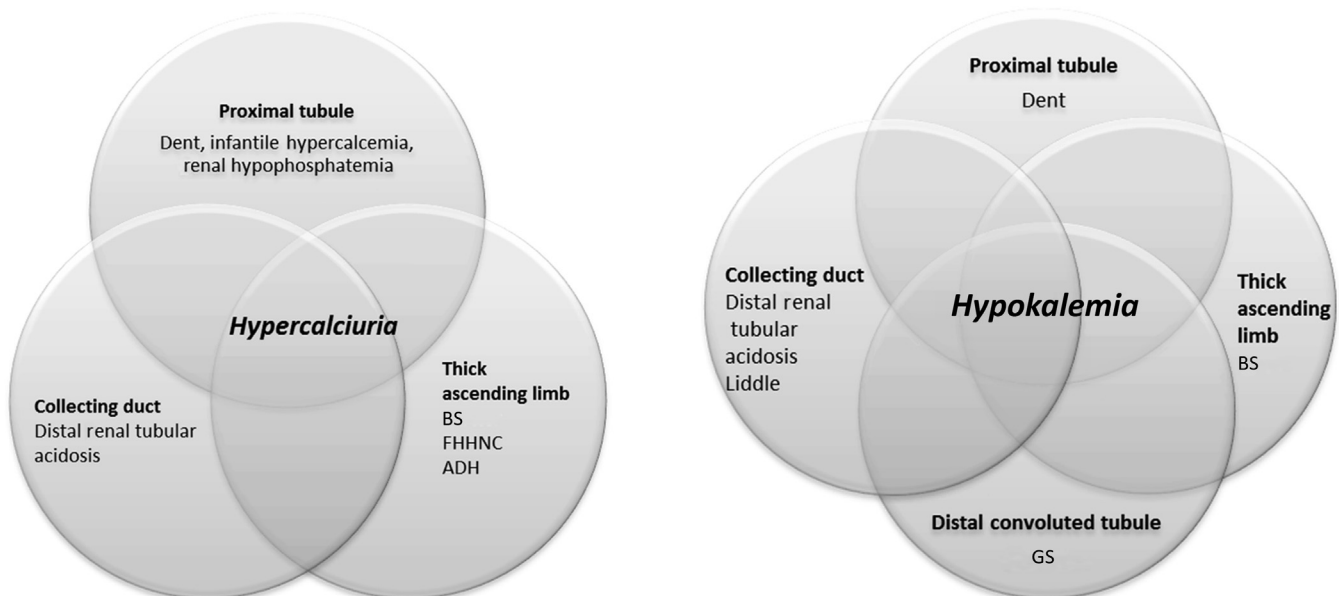 Proximal tubule
Dent, infantile hypercalcemia,
renal hypophosphatemia
Hypercalciuria
Collecting duct
Distal renal tubular
acidosis
Thick
ascending limb
BS
FHHNC
ADH
Proximal tubule
Dent
Collecting duct
Distal renal
tubular
acidosis
Liddle
Hypokalemia
Thick
ascending
limb
BS
Distal convoluted tubule
GS